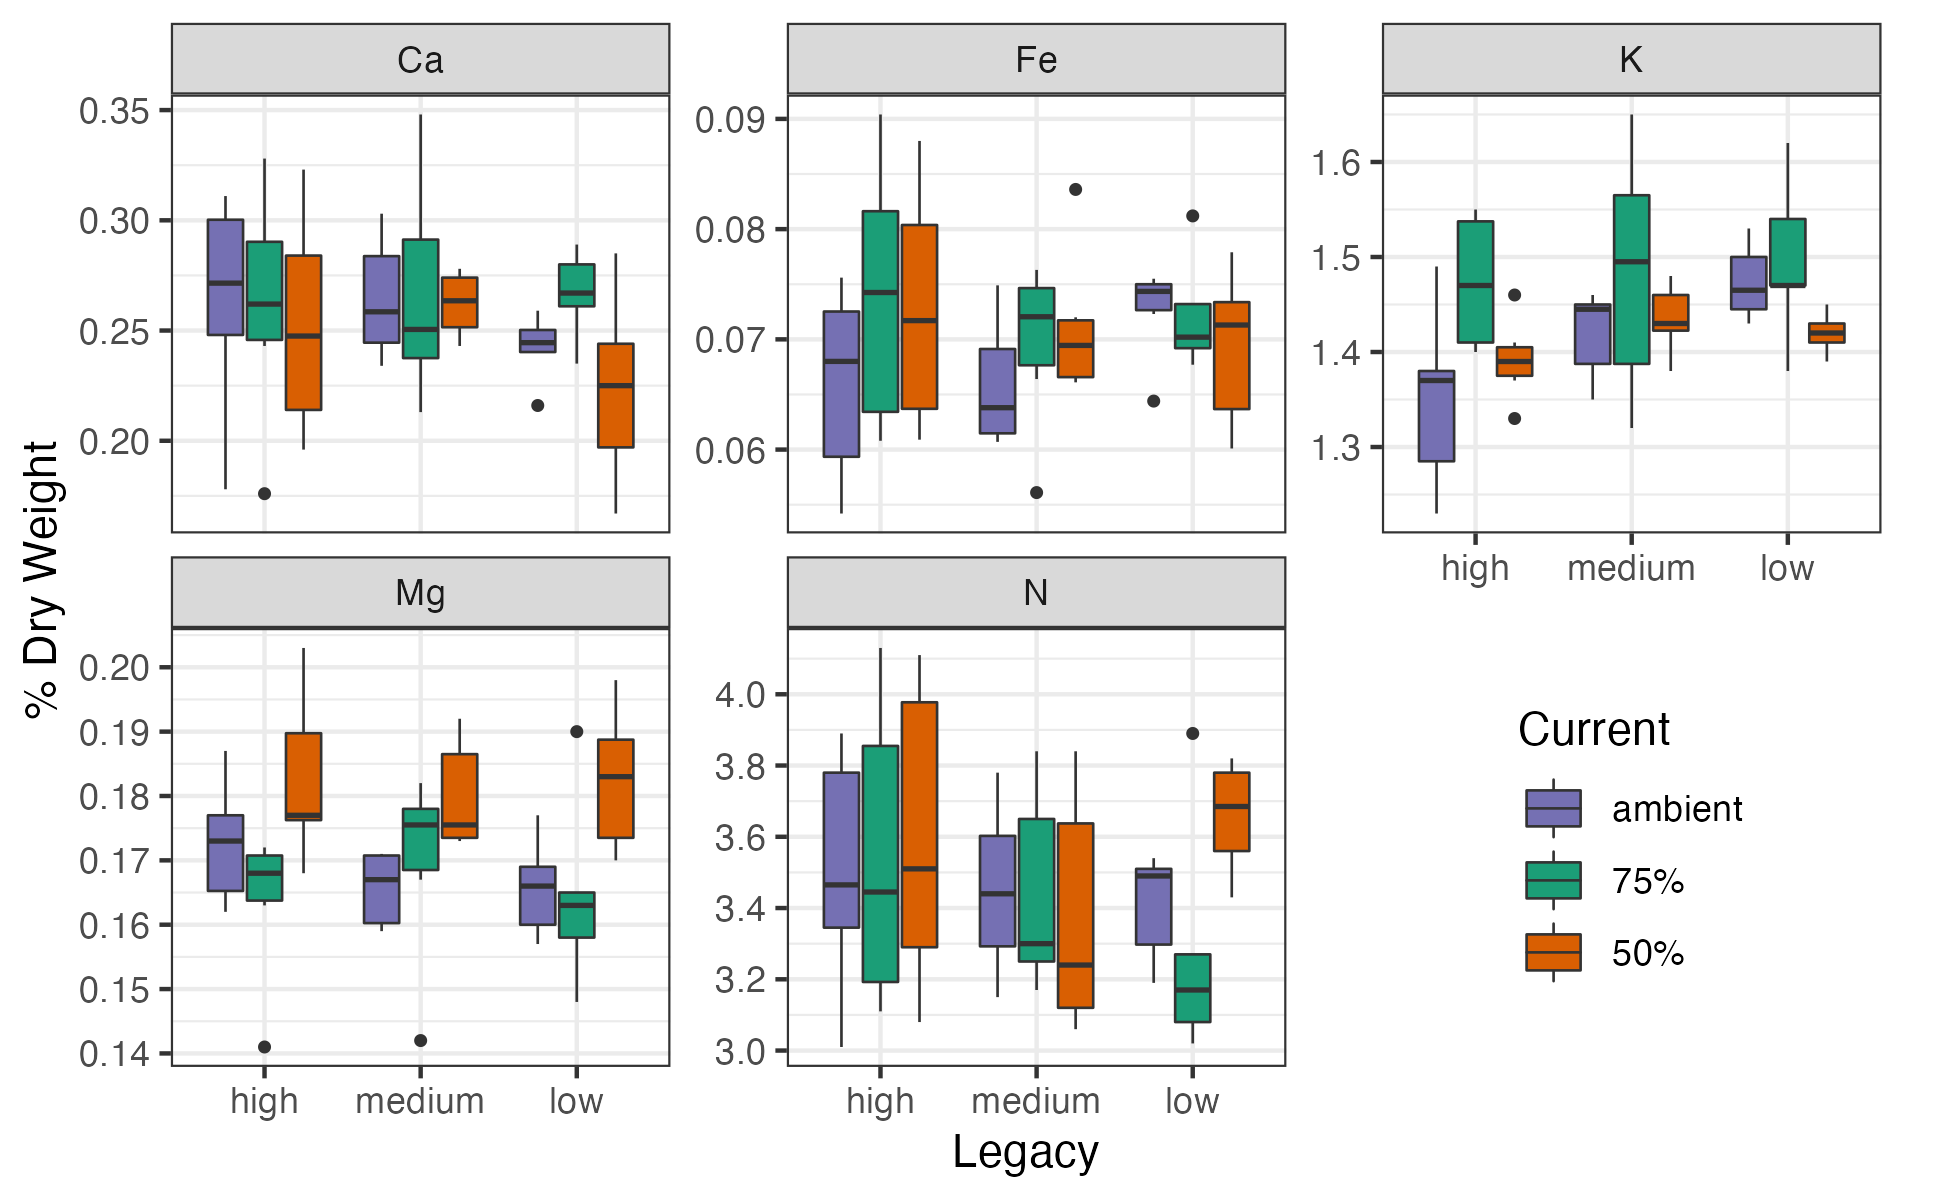 Ca
Fe
K
0.35
0.30
0.25
0.20
0.09
0.08
0.07
0.06
1.6
1.5
1.4
1.3
high medium low
% Dry Weight
Mg
N
0.20
0.19
0.18
0.17
0.16
0.15
0.14
4.0
3.8
3.6
3.4
3.2
3.0
high medium low
high medium low
Legacy
Current
ambient
75%
50%